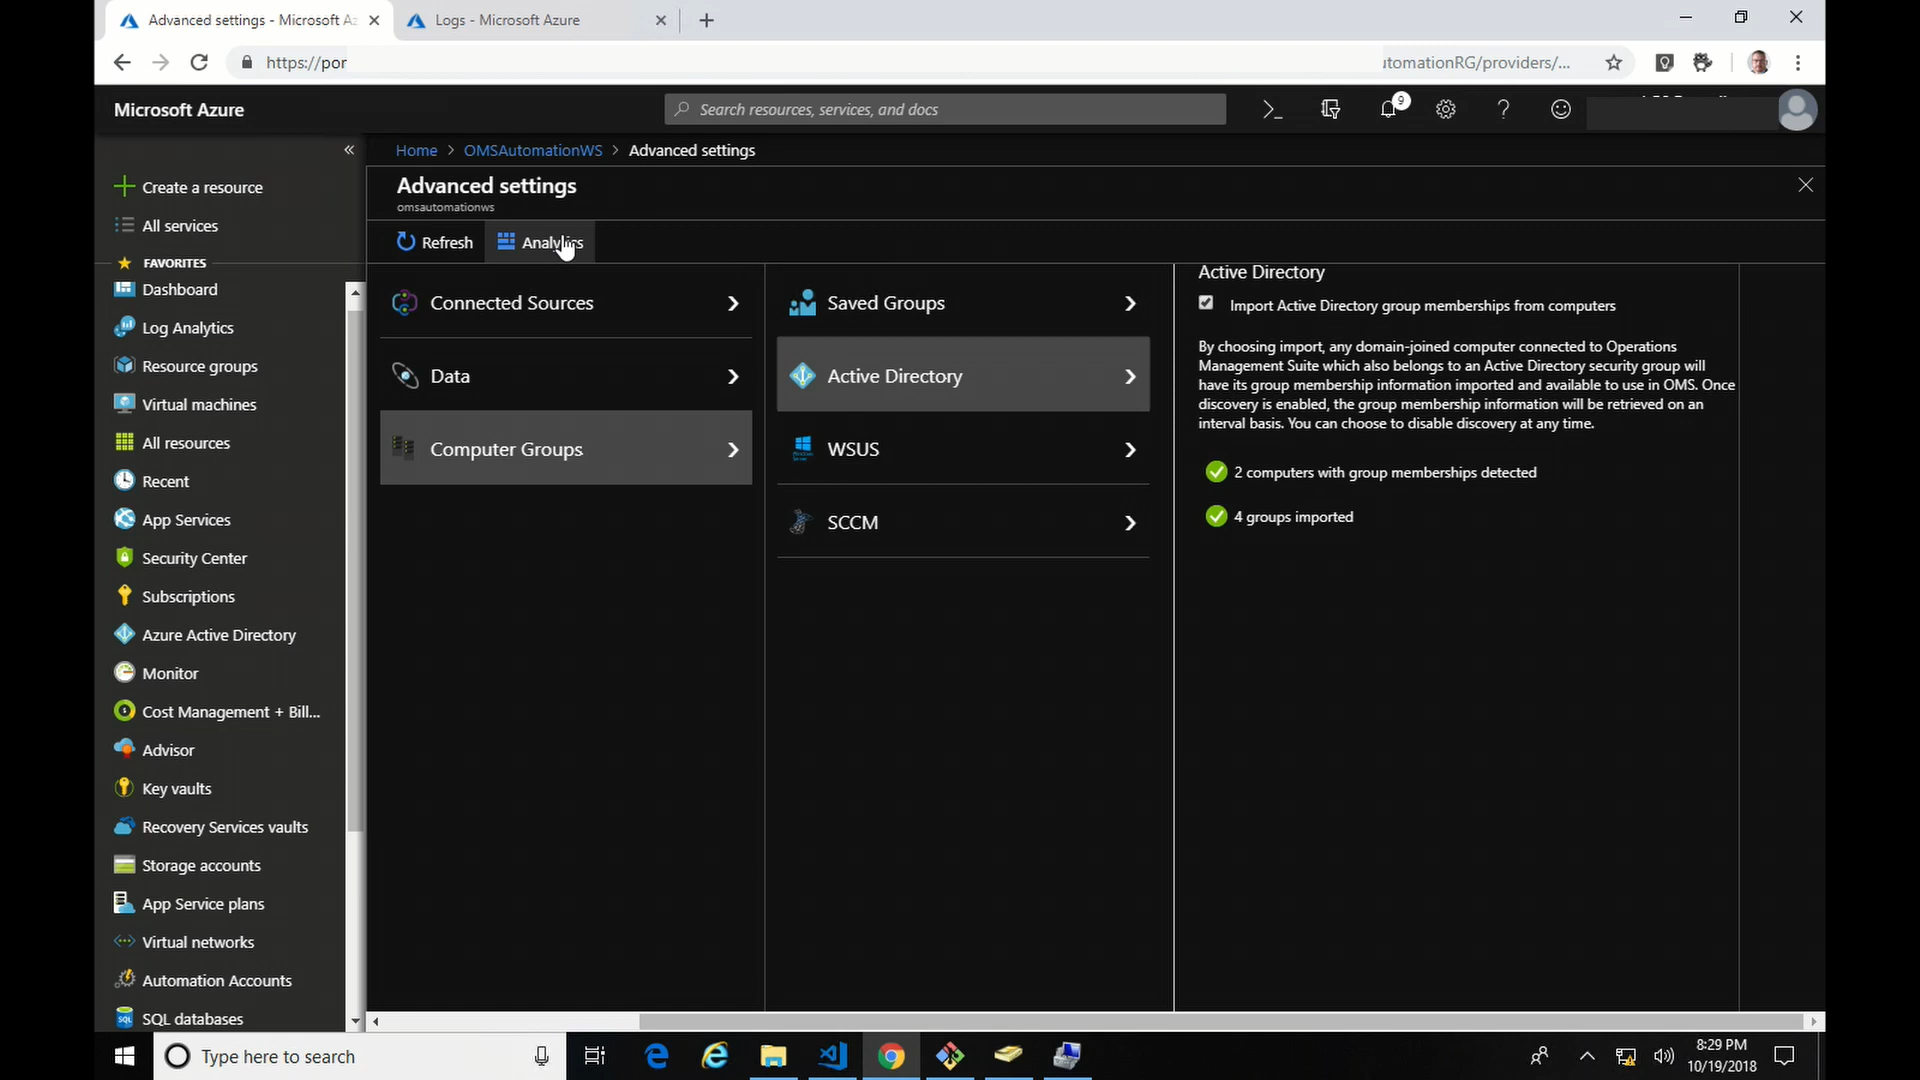 Advanced settings - Microsoft Az
Logs - Microsoft Azure
https://por
utomationRG/providers/...
Microsoft Azure
Search resources, services, and docs
9
Home > OMSAutomationWS > Advanced settings
Advanced settings
omsautomationws
Refresh
Analytics
Create a resource
All services
FAVORITES
Dashboard
Log Analytics
Resource groups
Virtual machines
All resources
Recent
App Services
Security Center
Subscriptions
Azure Active Directory
Monitor
Cost Management + Bill...
Advisor
Key vaults
Recovery Services vaults
Storage accounts
App Service plans
Virtual networks
Automation Accounts
SQL databases
Connected Sources
Data
Computer Groups
Saved Groups
Active Directory
WSUS
SCCM
Active Directory
Import Active Directory group memberships from computers
By choosing import, any domain-joined computer connected to Operations
Management Suite which also belongs to an Active Directory security group will
have its group membership information imported and available to use in OMS. Once
discovery is enabled, the group membership information will be retrieved on an
interval basis. You can choose to disable discovery at any time.
2 computers with group memberships detected
4 groups imported
Type here to search
8:29 PM
10/19/2018